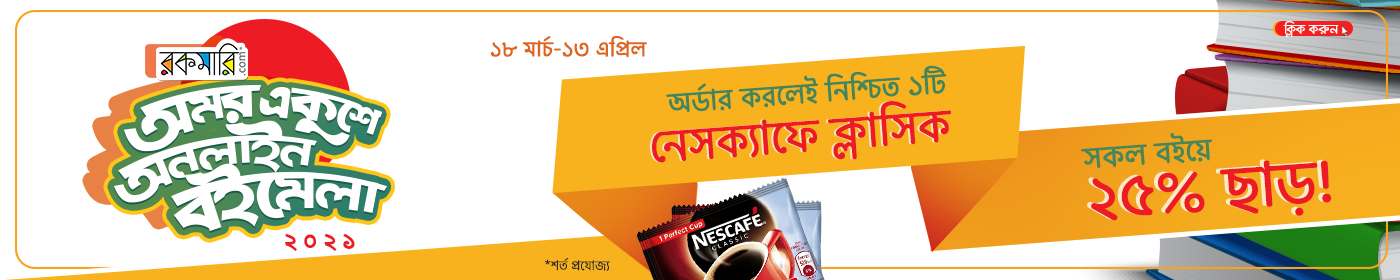 রকমারি.com
অমর একুশে
অনলাইন
বইমেলা
২০২১
১৮ মার্চ-১৩ এপ্রিল
অর্ডার করলেই নিশ্চিত ১টি
নেসক্যাফে ক্লাসিক
1 Perfect Cup
NESCAFÉ
CLASSIC
*শর্ত প্রযোজ্য
ক্লিক করুন
সকল বইয়ে
২৫% ছাড়!